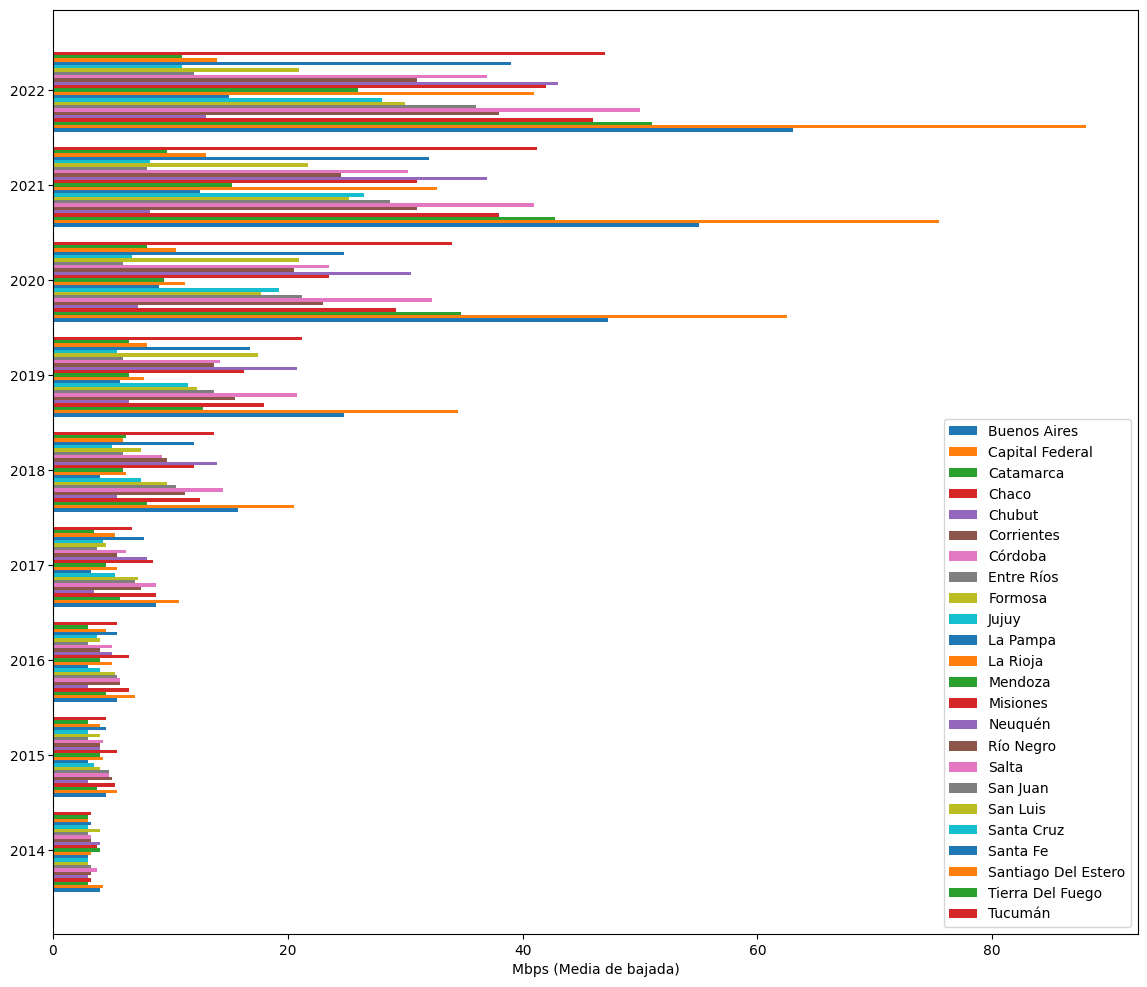 2022
2021
2020
2019
2018
2017
2016
2015
2014
0
20
40
60
80
Mbps (Media de bajada)
Buenos Aires
Capital Federal
Catamarca
Chaco
Chubut
Corrientes
Córdoba
Entre Ríos
Formosa
Jujuy
La Pampa
La Rioja
Mendoza
Misiones
Neuquén
Río Negro
Salta
San Juan
San Luis
Santa Cruz
Santa Fe
Santiago Del Estero
Tierra Del Fuego
Tucumán